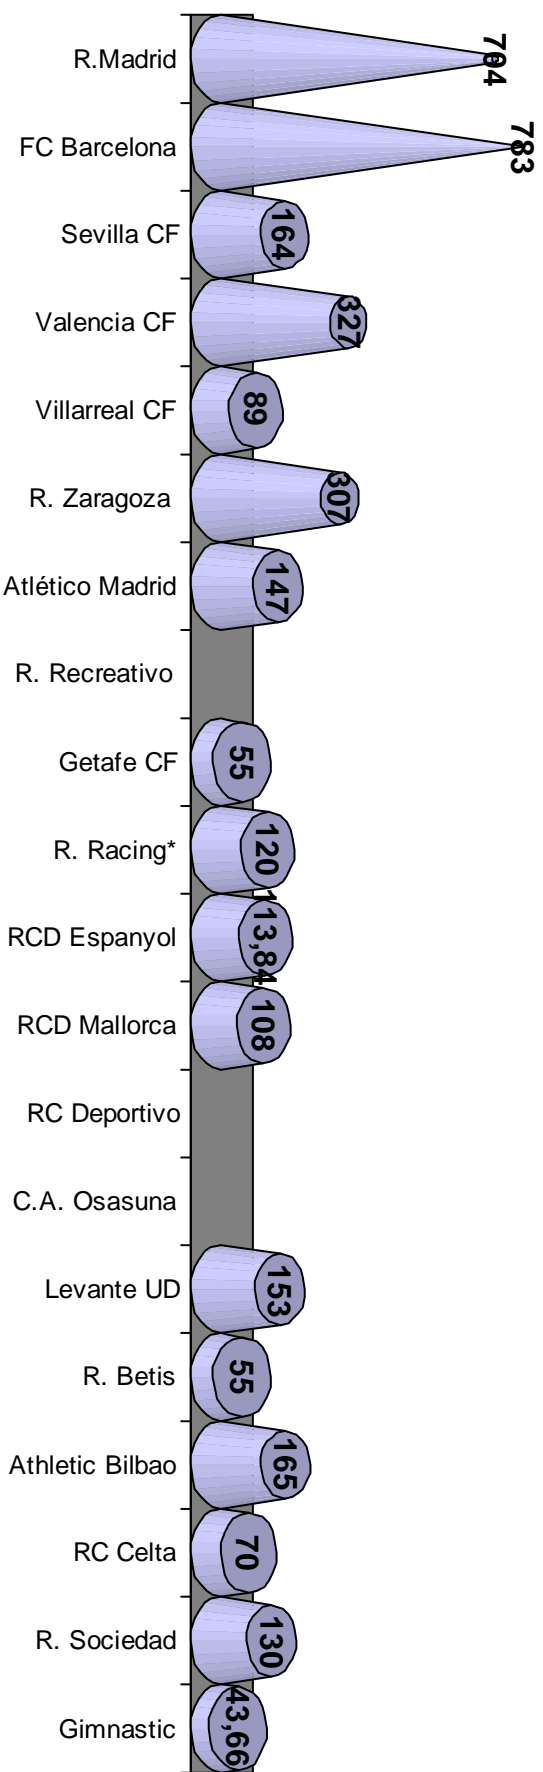 R.Madrid 704
FC Barcelona 783
Sevilla CF 164
Valencia CF 327
Villarreal CF 89
R. Zaragoza 307
Atlético Madrid 147
R. Recreativo
Getafe CF 55
R. Racing* 120
RCD Espanyol 113,84
RCD Mallorca 108
RC Deportivo
C.A. Osasuna
Levante UD 153
R. Betis 55
Athletic Bilbao 165
RC Celta 70
R. Sociedad 130
Gimnastic 43,66